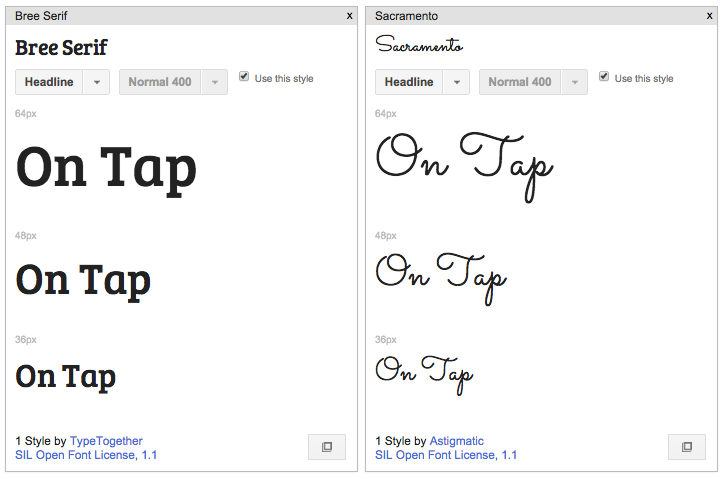 Bree Serif x
Bree Serif
Headline Normal 400 Use this style
64px
On Tap
48px
On Tap
36px
On Tap
1 Style by TypeTogether
SIL Open Font License, 1.1
Sacramento x
Sacramento
Headline Normal 400 Use this style
64px
On Tap
48px
On Tap
36px
On Tap
1 Style by Astigmatic
SIL Open Font License, 1.1